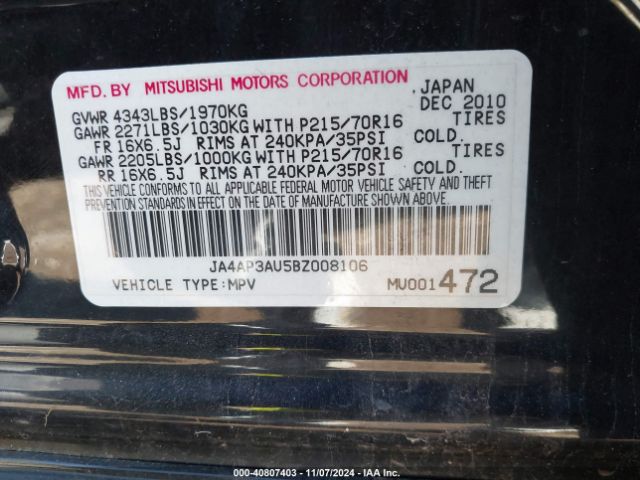 MFD. BY MITSUBISHI MOTORS CORPORATION, JAPAN
GVWR 4343LBS/1970KG DEC 2010
GAWR 2271LBS/1030KG WITH P215/70R16 TIRES
FR 16X6.5J RIMS AT 240KPA/35PSI COLD.
GAWR 2205LBS/1000KG WITH P215/70R16 TIRES
RR 16X6.5J RIMS AT 240KPA/35PSI COLD.
THIS VEHICLE CONFORMS TO ALL APPLICABLE FEDERAL MOTOR VEHICLE SAFETY AND THEFT
PREVENTION STANDARDS IN EFFECT ON THE DATE OF MANUFACTURE SHOWN ABOVE.
JA4AP3AU5BZ008106
VEHICLE TYPE:MPV MU001472
000-40807403 - 11/07/2024 - IAA Inc.